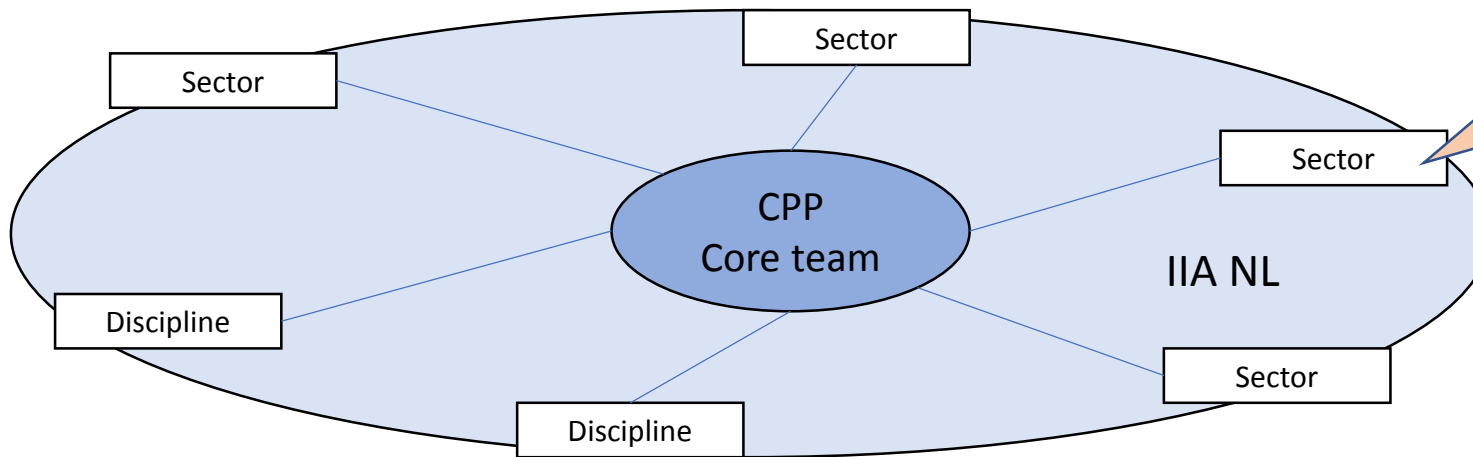 Sector
Sector
Sector
CPP
Core team
IIA NL
Discipline
Sector
Discipline